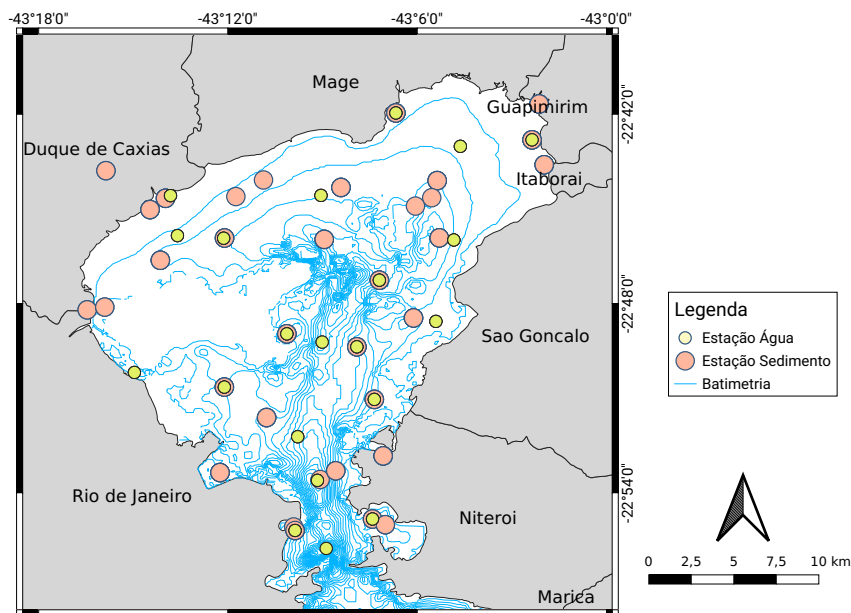 -43°18'0"
-43°12'0"
-43°6'0"
-43°0'0"
Mage
Guapimirim
-22°42'0"
Duque de Caxias
Itaborai
-22°48'0"
Legenda
Estação Água
Estação Sedimento
Batimetria
Sao Goncalo
Rio de Janeiro
-22°54'0"
Niteroi
0
2,5
5
7,5
10 km
Marica